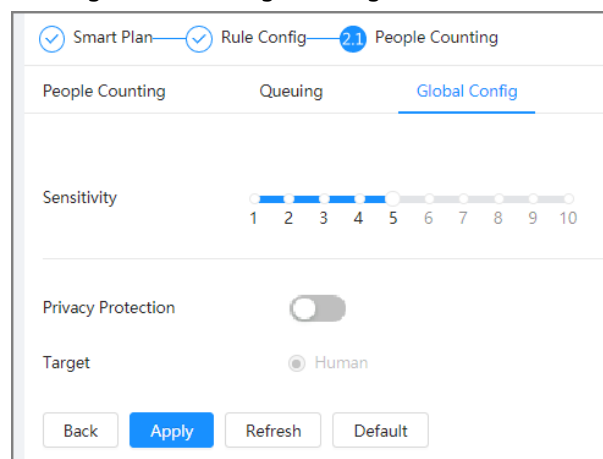 Smart Plan Rule Config 2.1 People Counting
People Counting Queuing Global Config
Sensitivity
1 2 3 4 5 6 7 8 9 10
Privacy Protection
Target Human
Back Apply Refresh Default